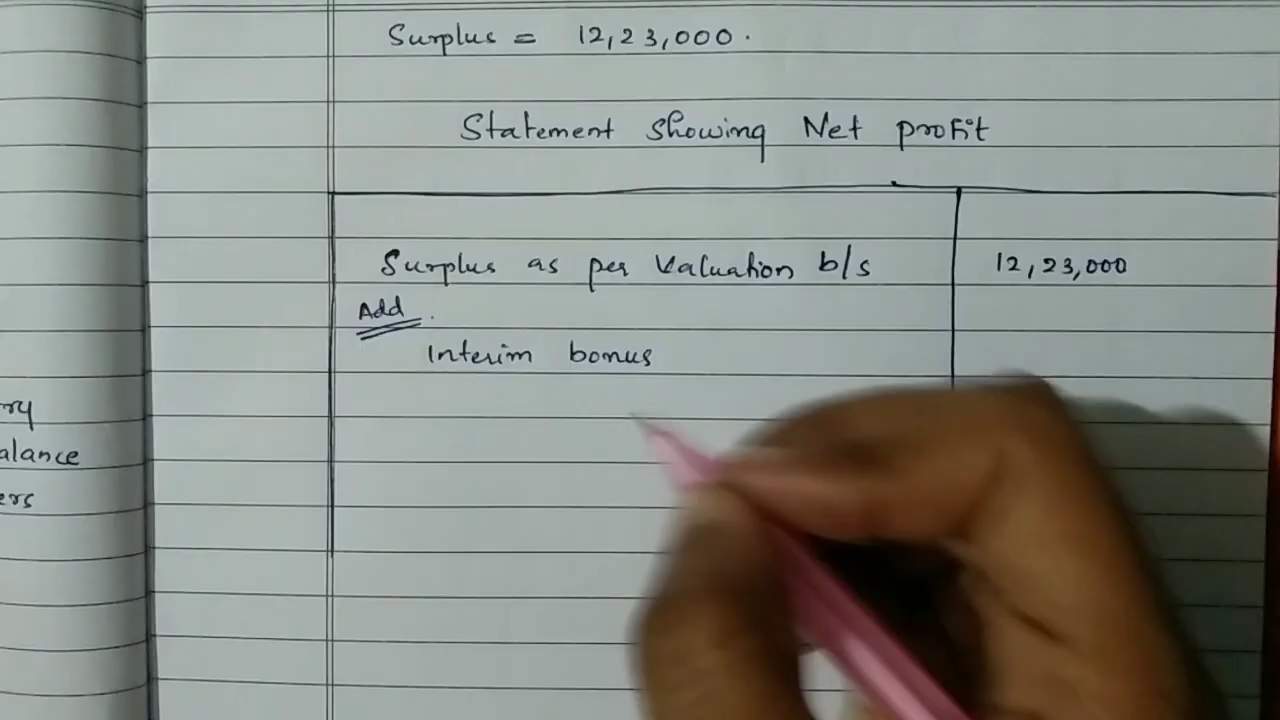 Surplus = 12,23,000.
Statement showing Net profit
Surplus as per Valuation b/s 12,23,000
Add.
Interim bonus
alance